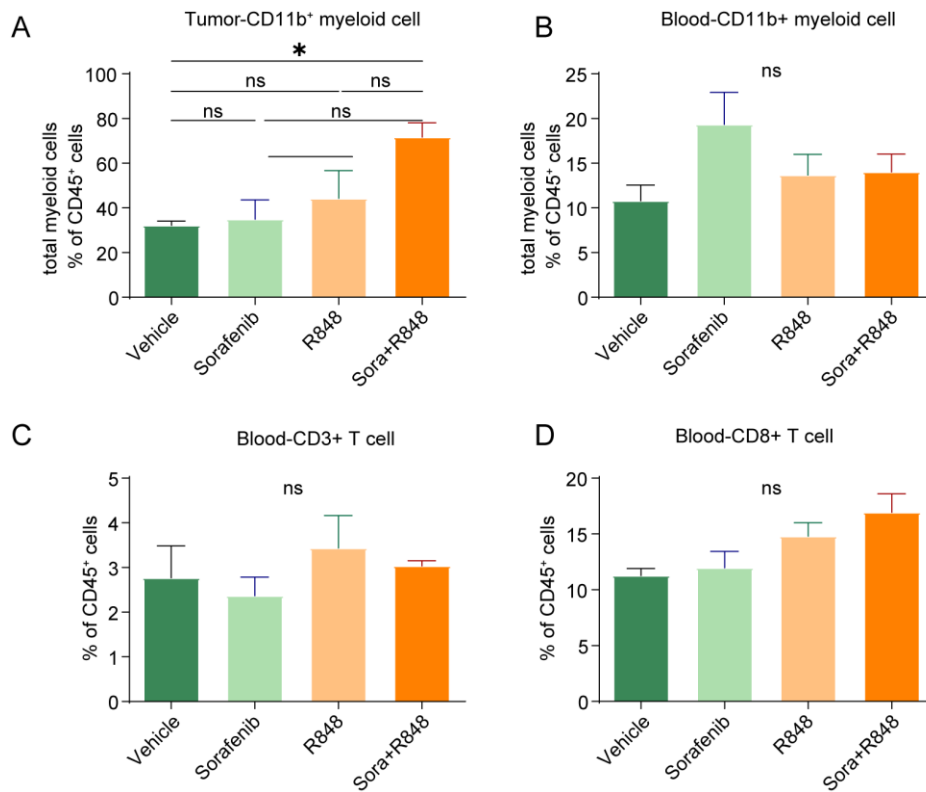 A
Tumor-CD11b⁺ myeloid cell
*
ns
ns
ns
ns
total myeloid cells
% of CD45⁺ cells
100
80
60
40
20
0
Vehicle
Sorafenib
R848
Sora+R848
B
Blood-CD11b+ myeloid cell
ns
total myeloid cells
% of CD45⁺ cells
25
20
15
10
5
0
Vehicle
Sorafenib
R848
Sora+R848
C
Blood-CD3+ T cell
ns
% of CD45⁺ cells
5
4
3
2
1
0
Vehicle
Sorafenib
R848
Sora+R848
D
Blood-CD8+ T cell
ns
% of CD45⁺ cells
20
15
10
5
0
Vehicle
Sorafenib
R848
Sora+R848